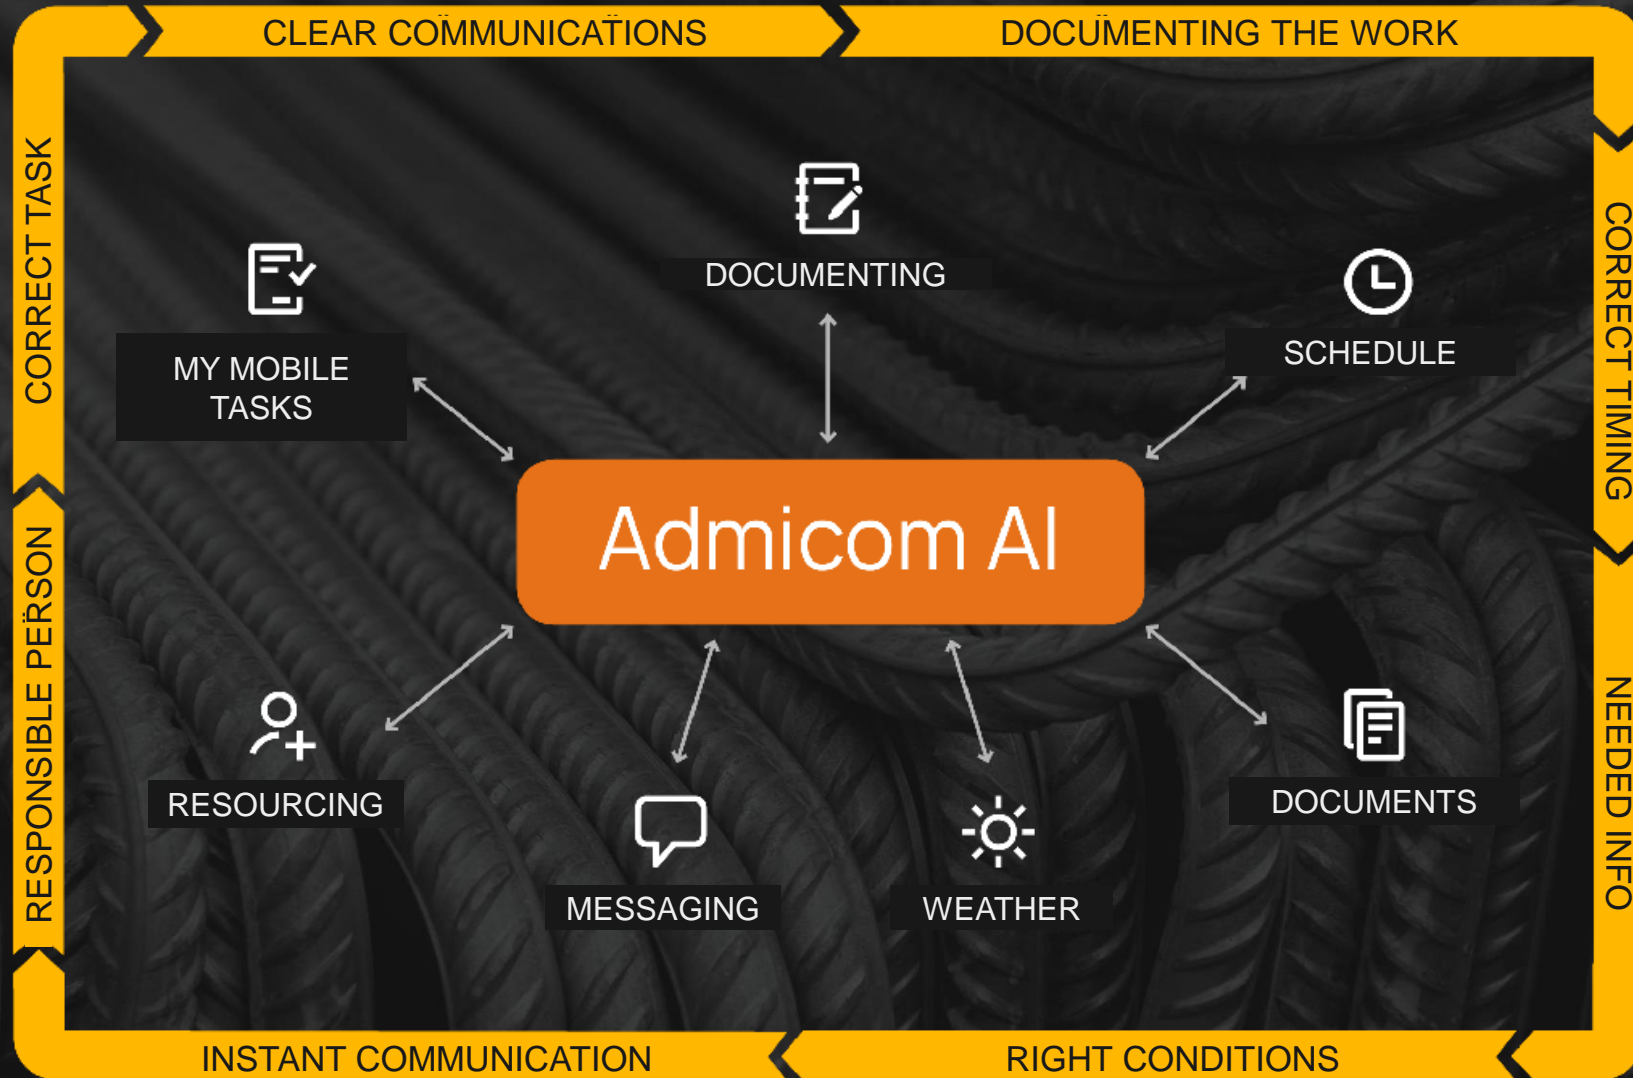 CLEAR COMMUNICATIONS
DOCUMENTING THE WORK
CORRECT TASK
CORRECT TIMING
DOCUMENTING
MY MOBILE
TASKS
SCHEDULE
Admicom AI
RESPONSIBLE PERSON
NEEDED INFO
RESOURCING
DOCUMENTS
MESSAGING
WEATHER
INSTANT COMMUNICATION
RIGHT CONDITIONS